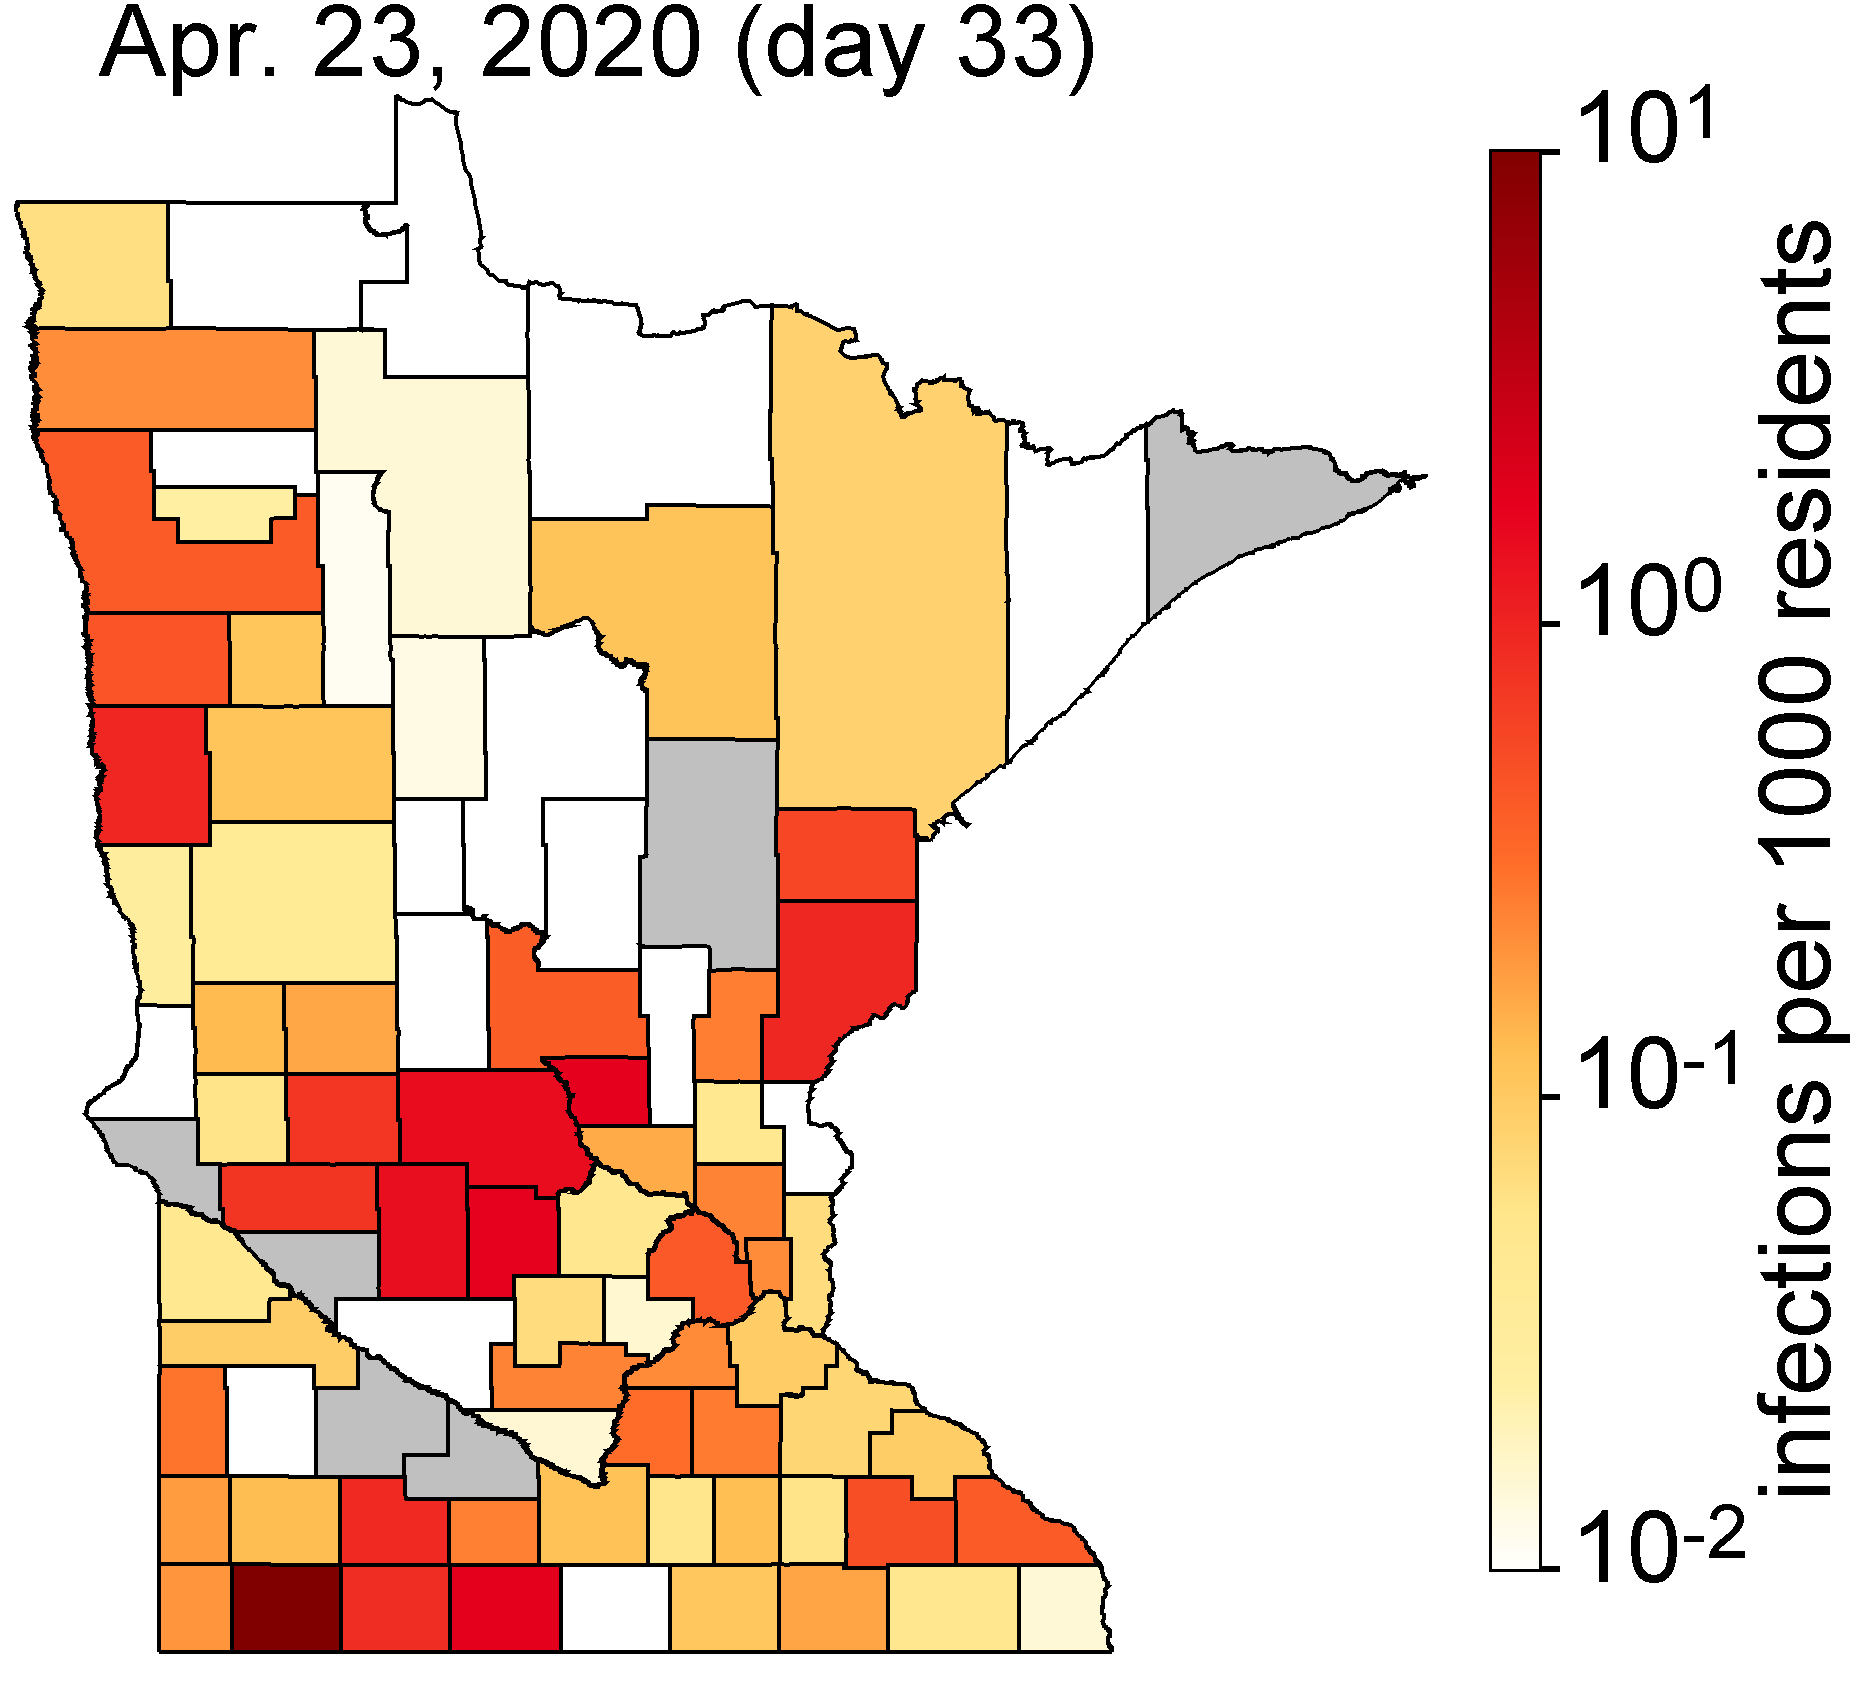 Apr. 23, 2020 (day 33)
10¹
10⁰
10⁻¹
10⁻²
infections per 1000 residents